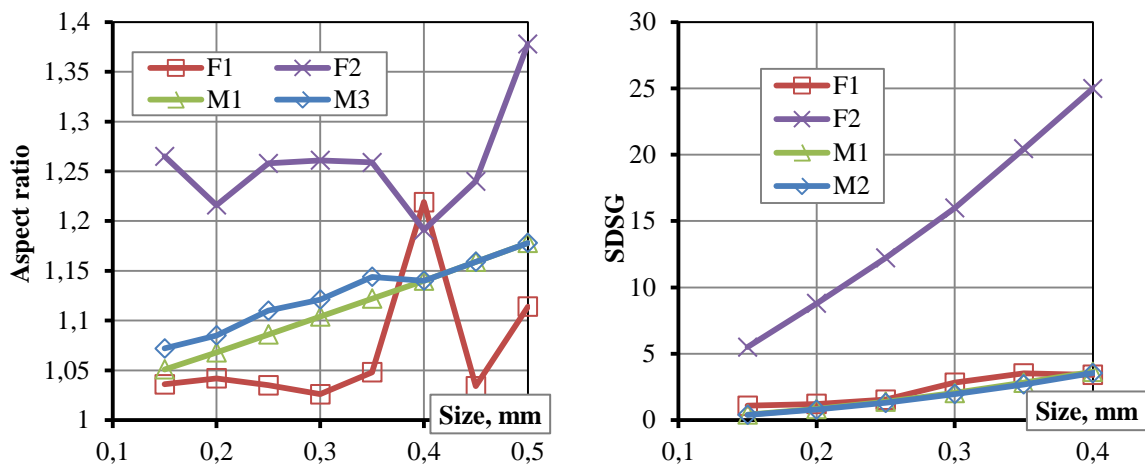 Aspect ratio
1,4
1,35
1,3
1,25
1,2
1,15
1,1
1,05
1
F1
F2
M1
M3
Size, mm
0,1
0,2
0,3
0,4
0,5
SDSG
30
25
20
15
10
5
0
F1
F2
M1
M2
Size, mm
0,1
0,2
0,3
0,4